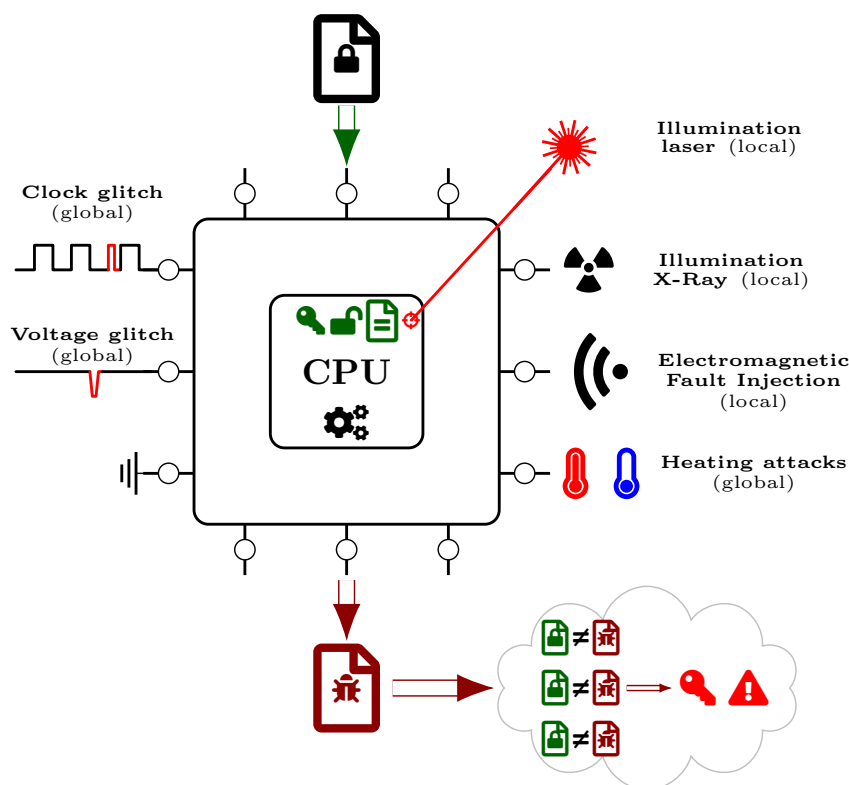 Illumination
laser (local)
Clock glitch
(global)
Illumination
X-Ray (local)
Voltage glitch
(global)
CPU
Electromagnetic
Fault Injection
(local)
Heating attacks
(global)
≠
≠
≠